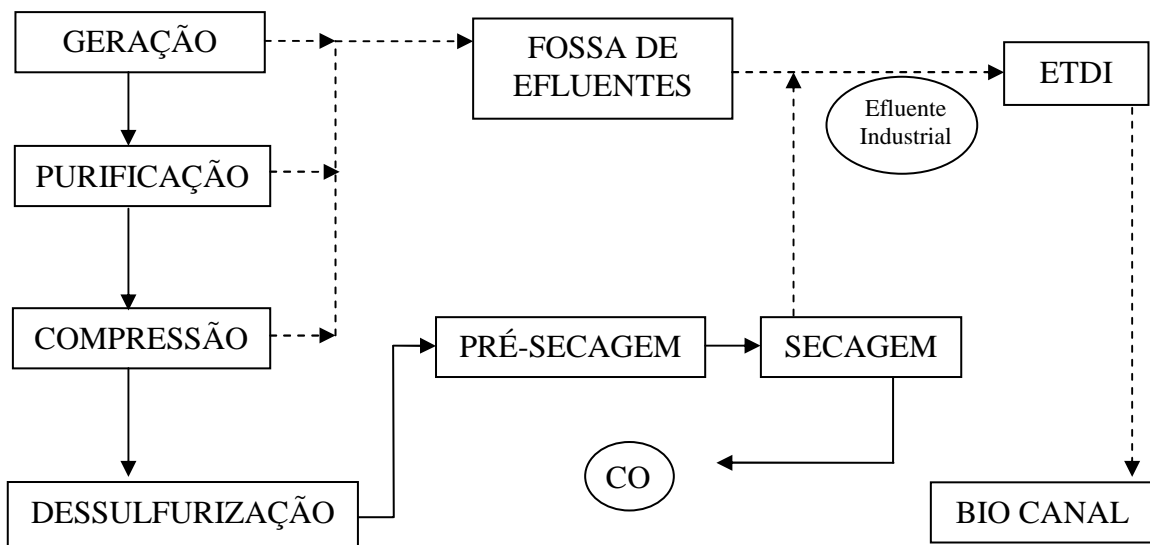 GERAÇÃO
FOSSA DE
EFLUENTES
ETDI
Efluente
Industrial
PURIFICAÇÃO
COMPRESSÃO
PRÉ-SECAGEM
SECAGEM
CO
DESSULFURIZAÇÃO
BIO CANAL